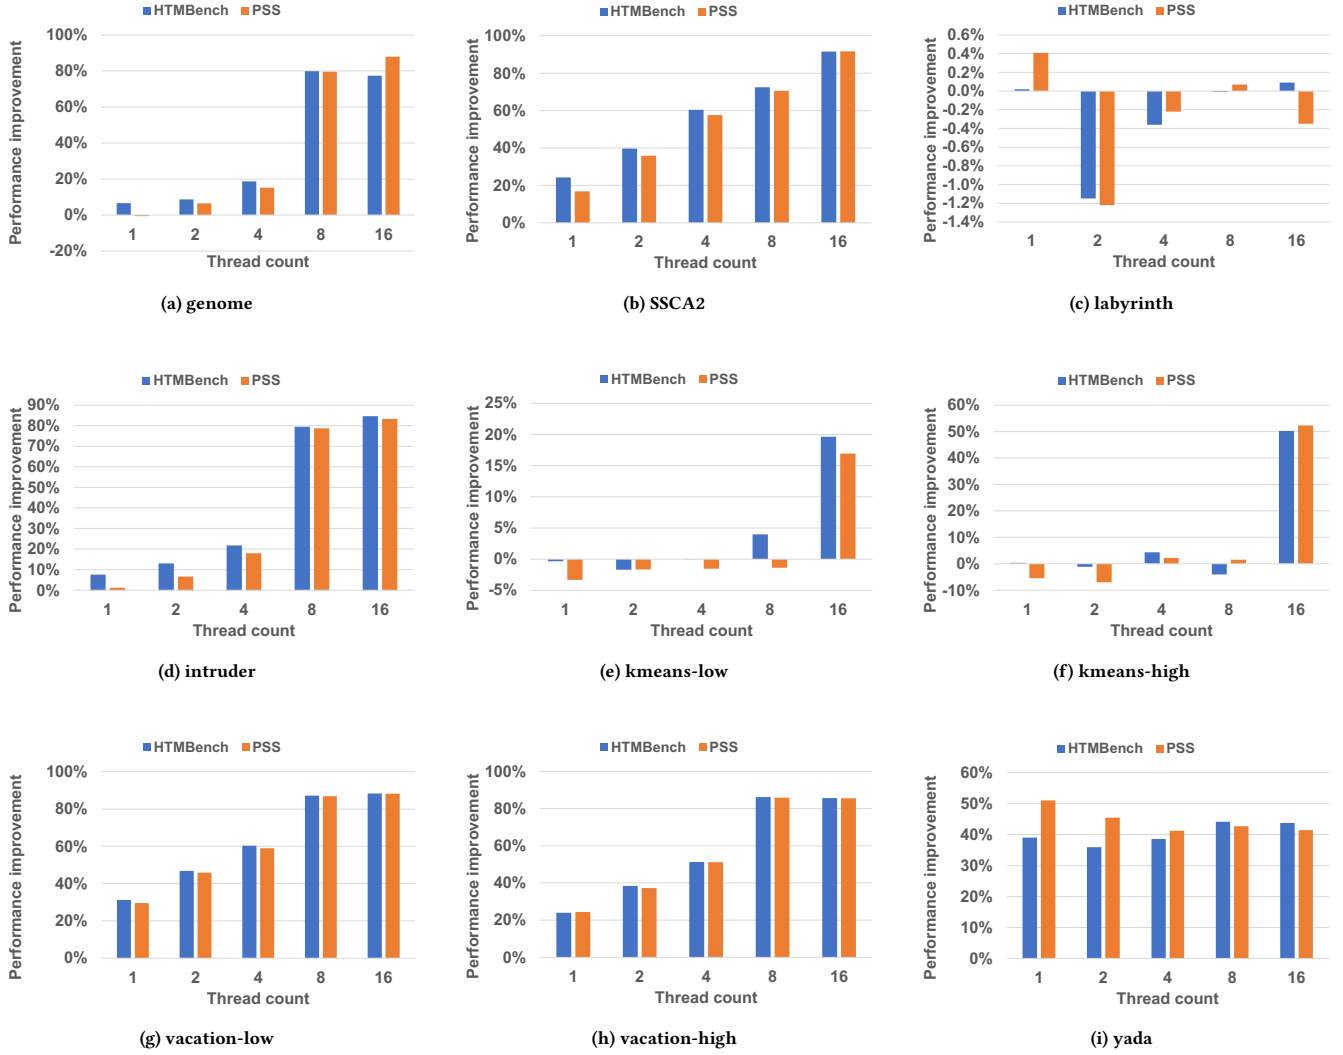 HTMBench PSS
Performance improvement
100%
80%
60%
40%
20%
0%
-20%
1 2 4 8 16
Thread count
(a) genome
HTMBench PSS
Performance improvement
100%
80%
60%
40%
20%
0%
1 2 4 8 16
Thread count
(b) SSCA2
HTMBench PSS
Performance improvement
0.6%
0.4%
0.2%
0.0%
-0.2%
-0.4%
-0.6%
-0.8%
-1.0%
-1.2%
-1.4%
1 2 4 8 16
Thread count
(c) labyrinth
HTMBench PSS
Performance improvement
90%
80%
70%
60%
50%
40%
30%
20%
10%
0%
1 2 4 8 16
Thread count
(d) intruder
HTMBench PSS
Performance improvement
25%
20%
15%
10%
5%
0%
-5%
1 2 4 8 16
Thread count
(e) kmeans-low
HTMBench PSS
Performance improvement
60%
50%
40%
30%
20%
10%
0%
-10%
1 2 4 8 16
Thread count
(f) kmeans-high
HTMBench PSS
Performance improvement
100%
80%
60%
40%
20%
0%
1 2 4 8 16
Thread count
(g) vacation-low
HTMBench PSS
Performance improvement
100%
80%
60%
40%
20%
0%
1 2 4 8 16
Thread count
(h) vacation-high
HTMBench PSS
Performance improvement
60%
50%
40%
30%
20%
10%
0%
1 2 4 8 16
Thread count
(i) yada